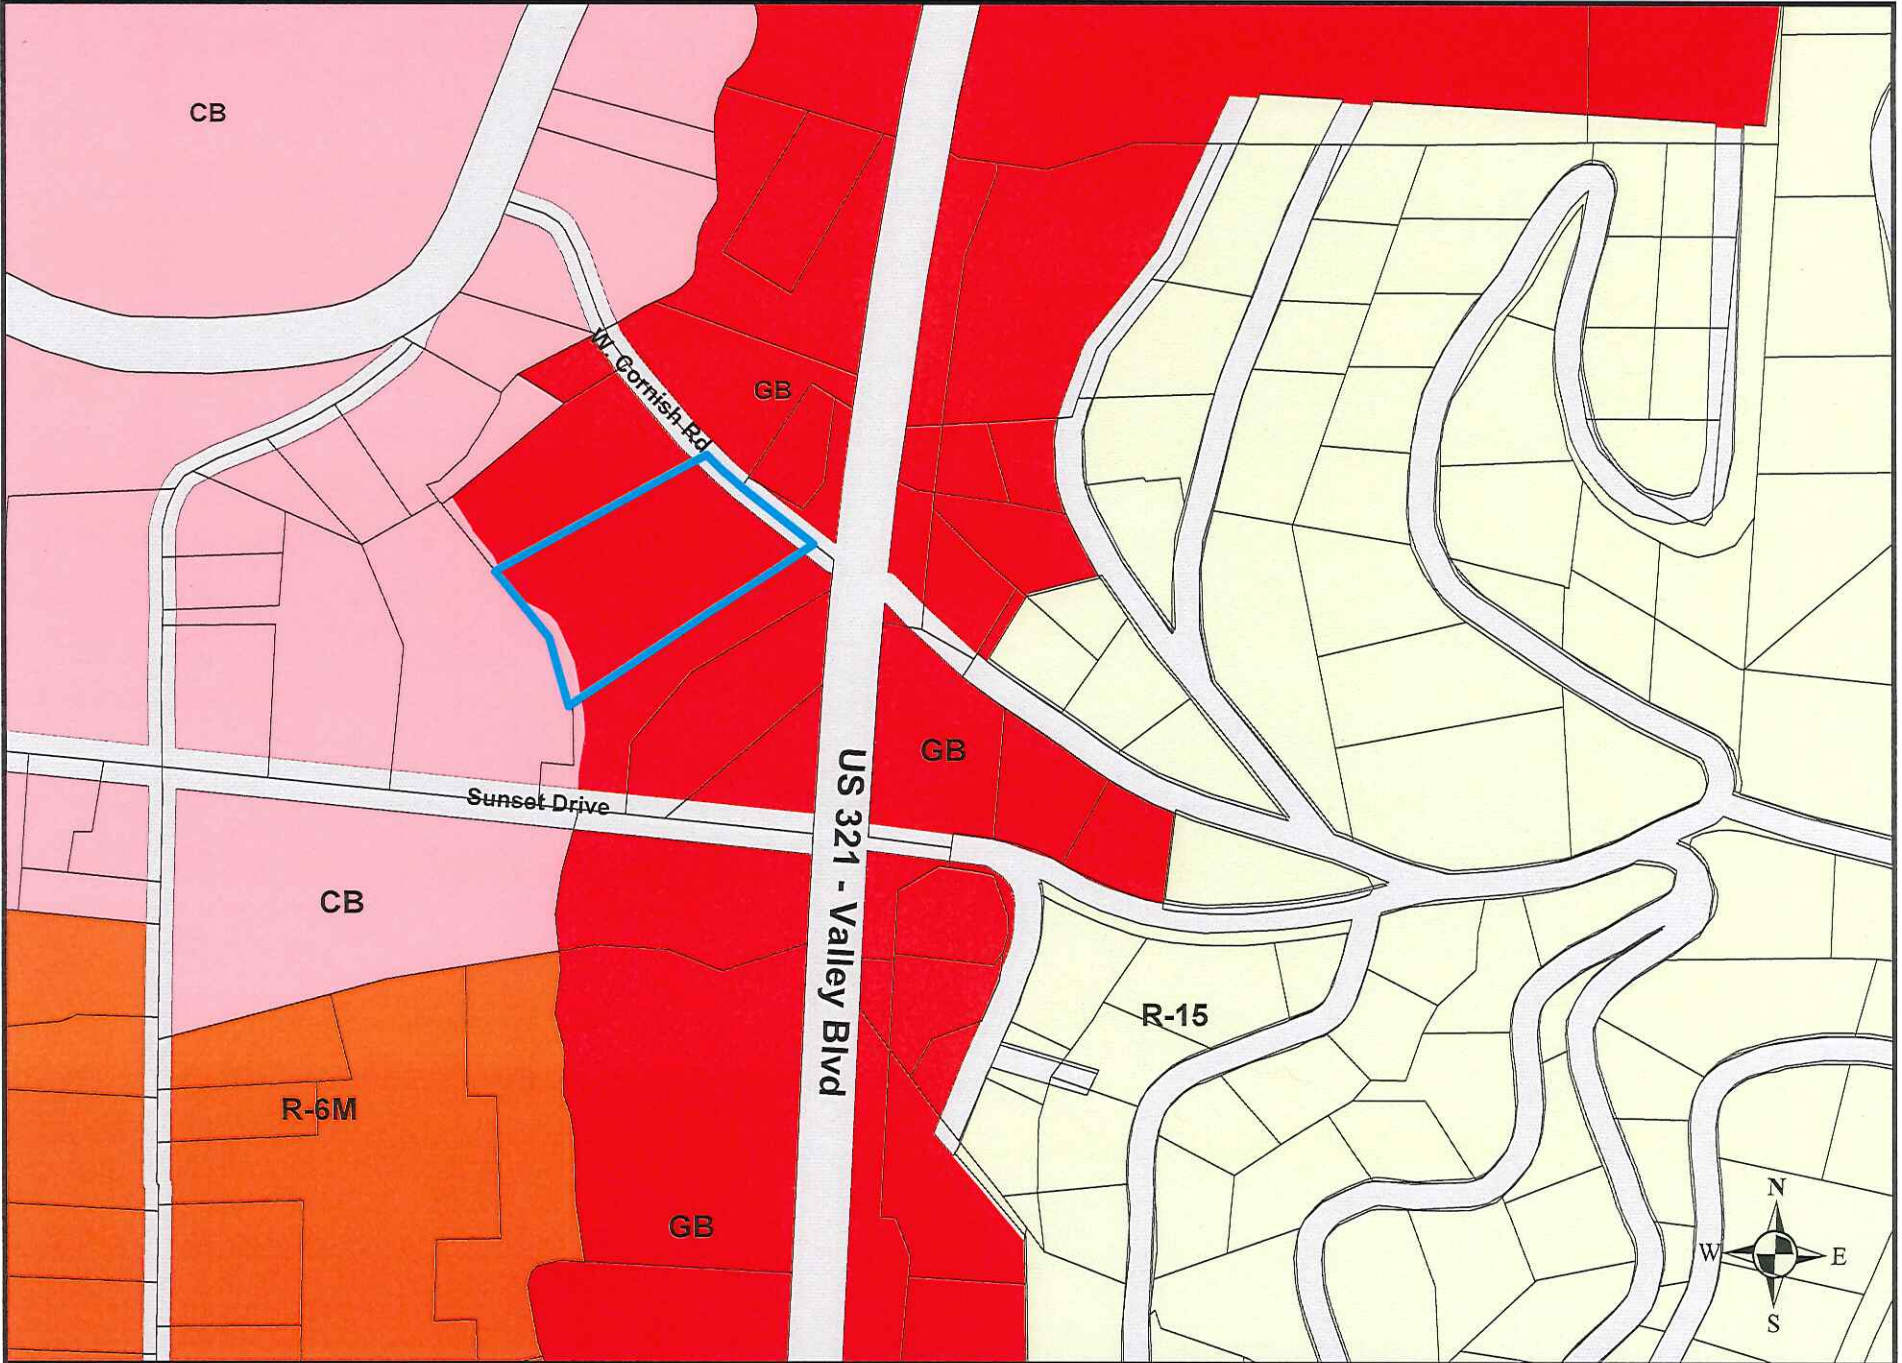 CB
W. Cornish Rd
GB
GB
US 321 - Valley Blvd
Sunset Drive
CB
R-15
R-6M
GB
N
W
E
S